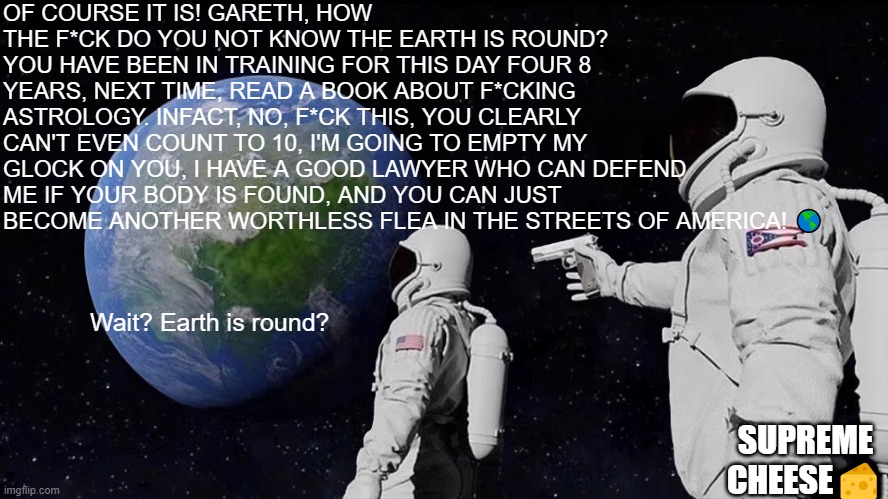 OF COURSE IT IS! GARETH, HOW
THE F*CK DO YOU NOT KNOW THE EARTH IS ROUND?
YOU HAVE BEEN IN TRAINING FOR THIS DAY FOUR 8
YEARS, NEXT TIME, READ A BOOK ABOUT F*CKING
ASTROLOGY. INFACT, NO, F*CK THIS, YOU CLEARLY
CAN'T EVEN COUNT TO 10, I'M GOING TO EMPTY MY
GLOCK ON YOU, I HAVE A GOOD LAWYER WHO CAN DEFEND
ME IF YOUR BODY IS FOUND, AND YOU CAN JUST
BECOME ANOTHER WORTHLESS FLEA IN THE STREETS OF AMERICA! 🌎
Wait? Earth is round?
SUPREME
CHEESE 🧀
imgflip.com